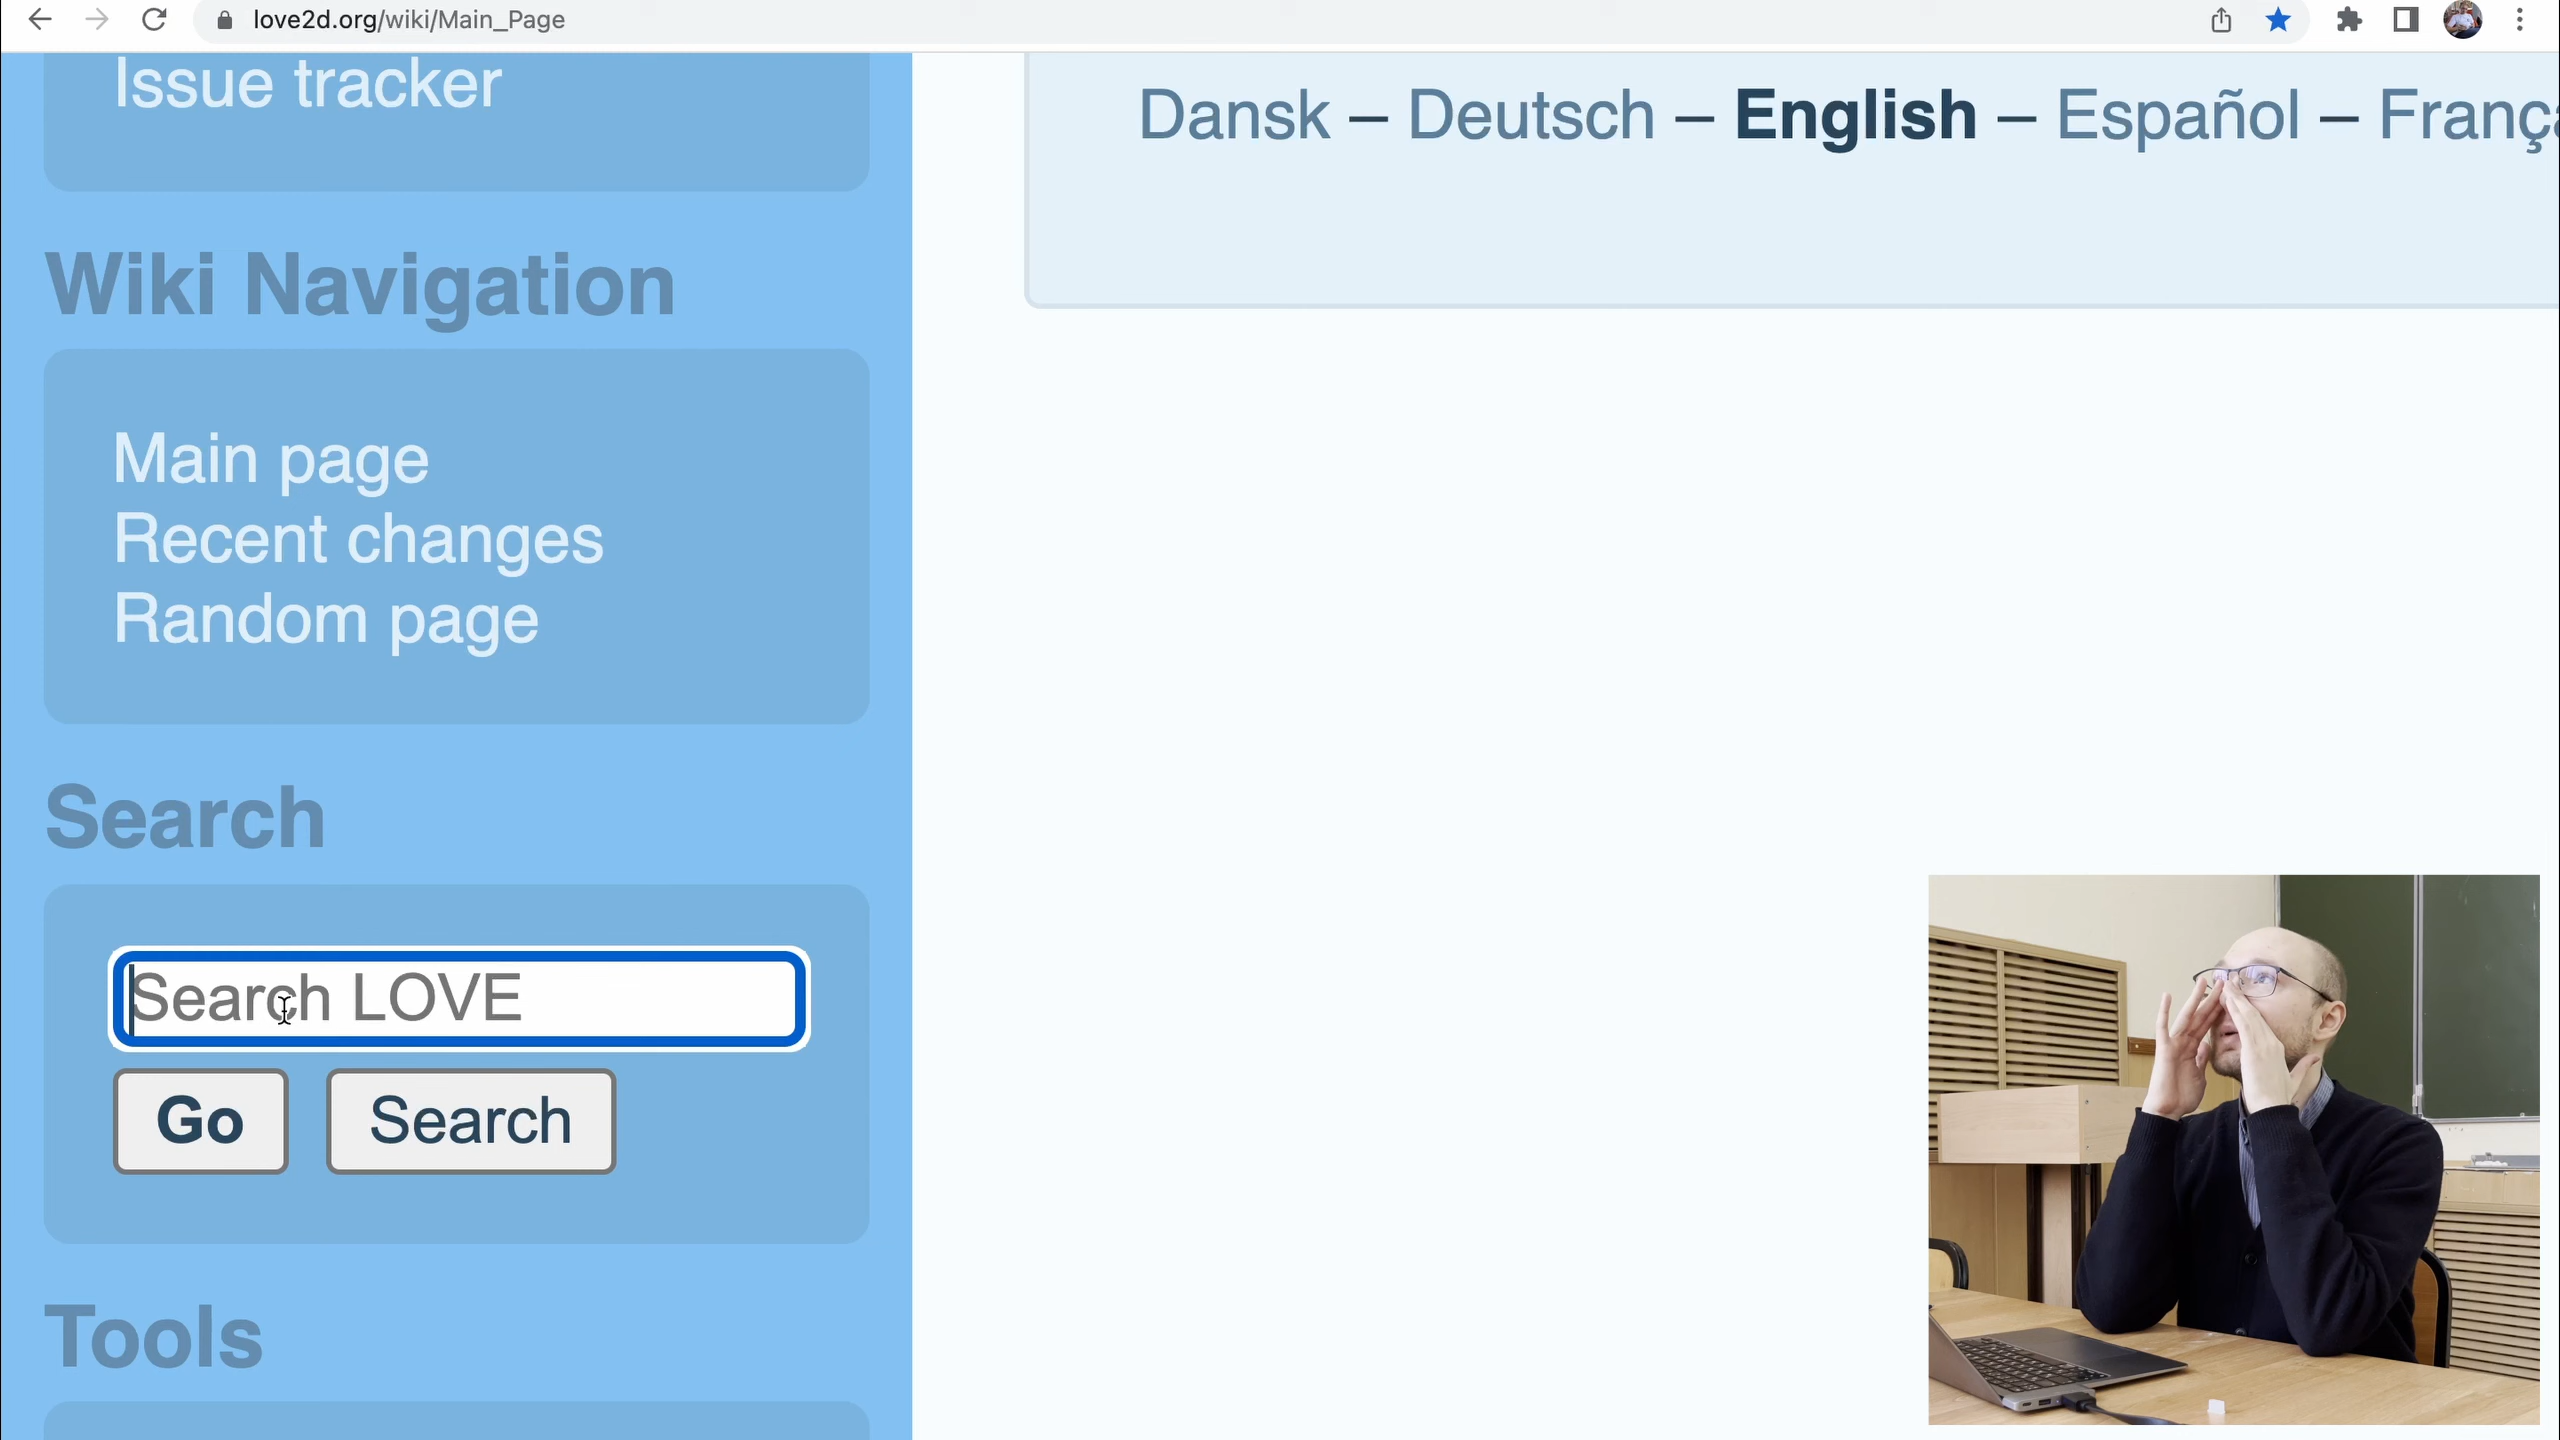 love2d.org/wiki/Main_Page
Issue tracker
Dansk – Deutsch – English – Español – França
Wiki Navigation
Main page
Recent changes
Random page
Search
Search LOVE
Go Search
Tools